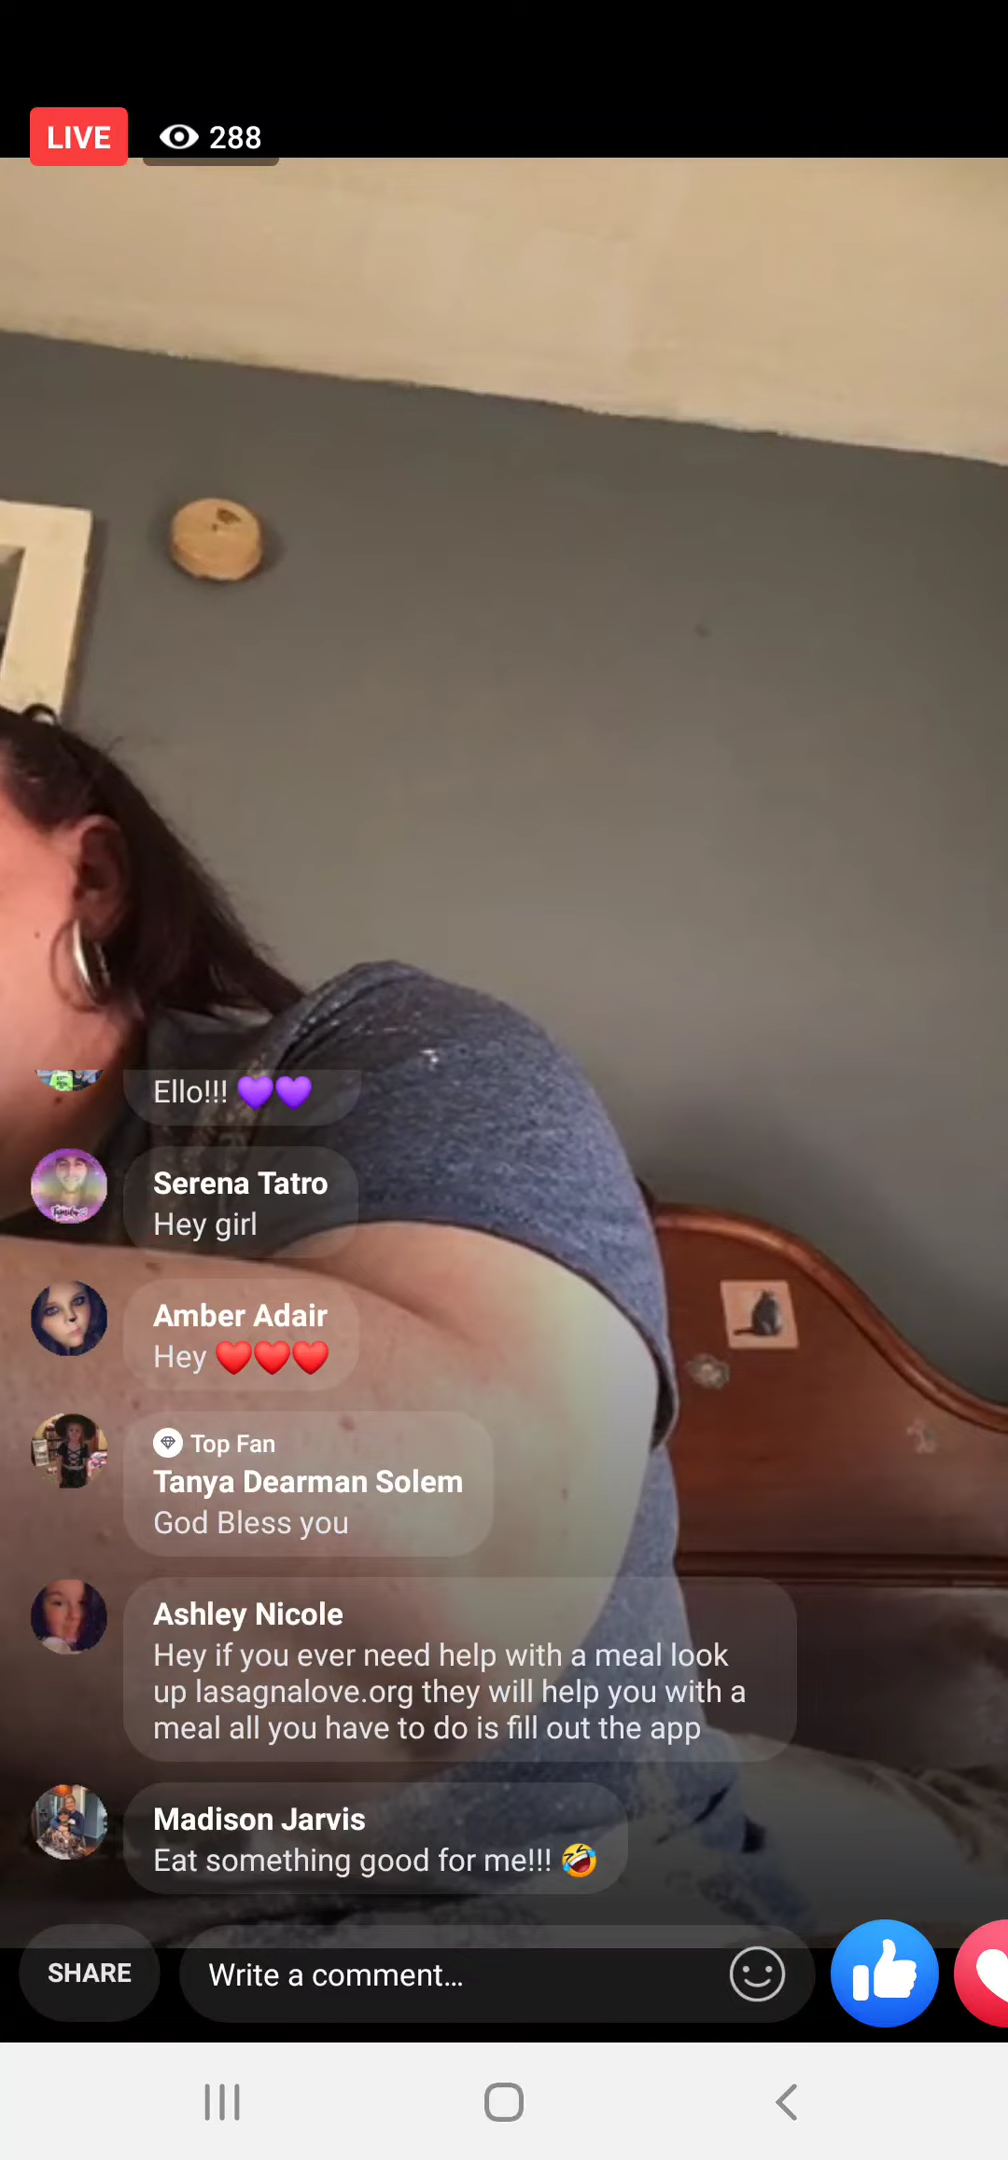 LIVE 288
Ello!!! 💜💜
Serena Tatro
Hey girl
Amber Adair
Hey ❤️❤️❤️
Top Fan
Tanya Dearman Solem
God Bless you
Ashley Nicole
Hey if you ever need help with a meal look
up lasagnalove.org they will help you with a
meal all you have to do is fill out the app
Madison Jarvis
Eat something good for me!!! 🤣
SHARE Write a comment...